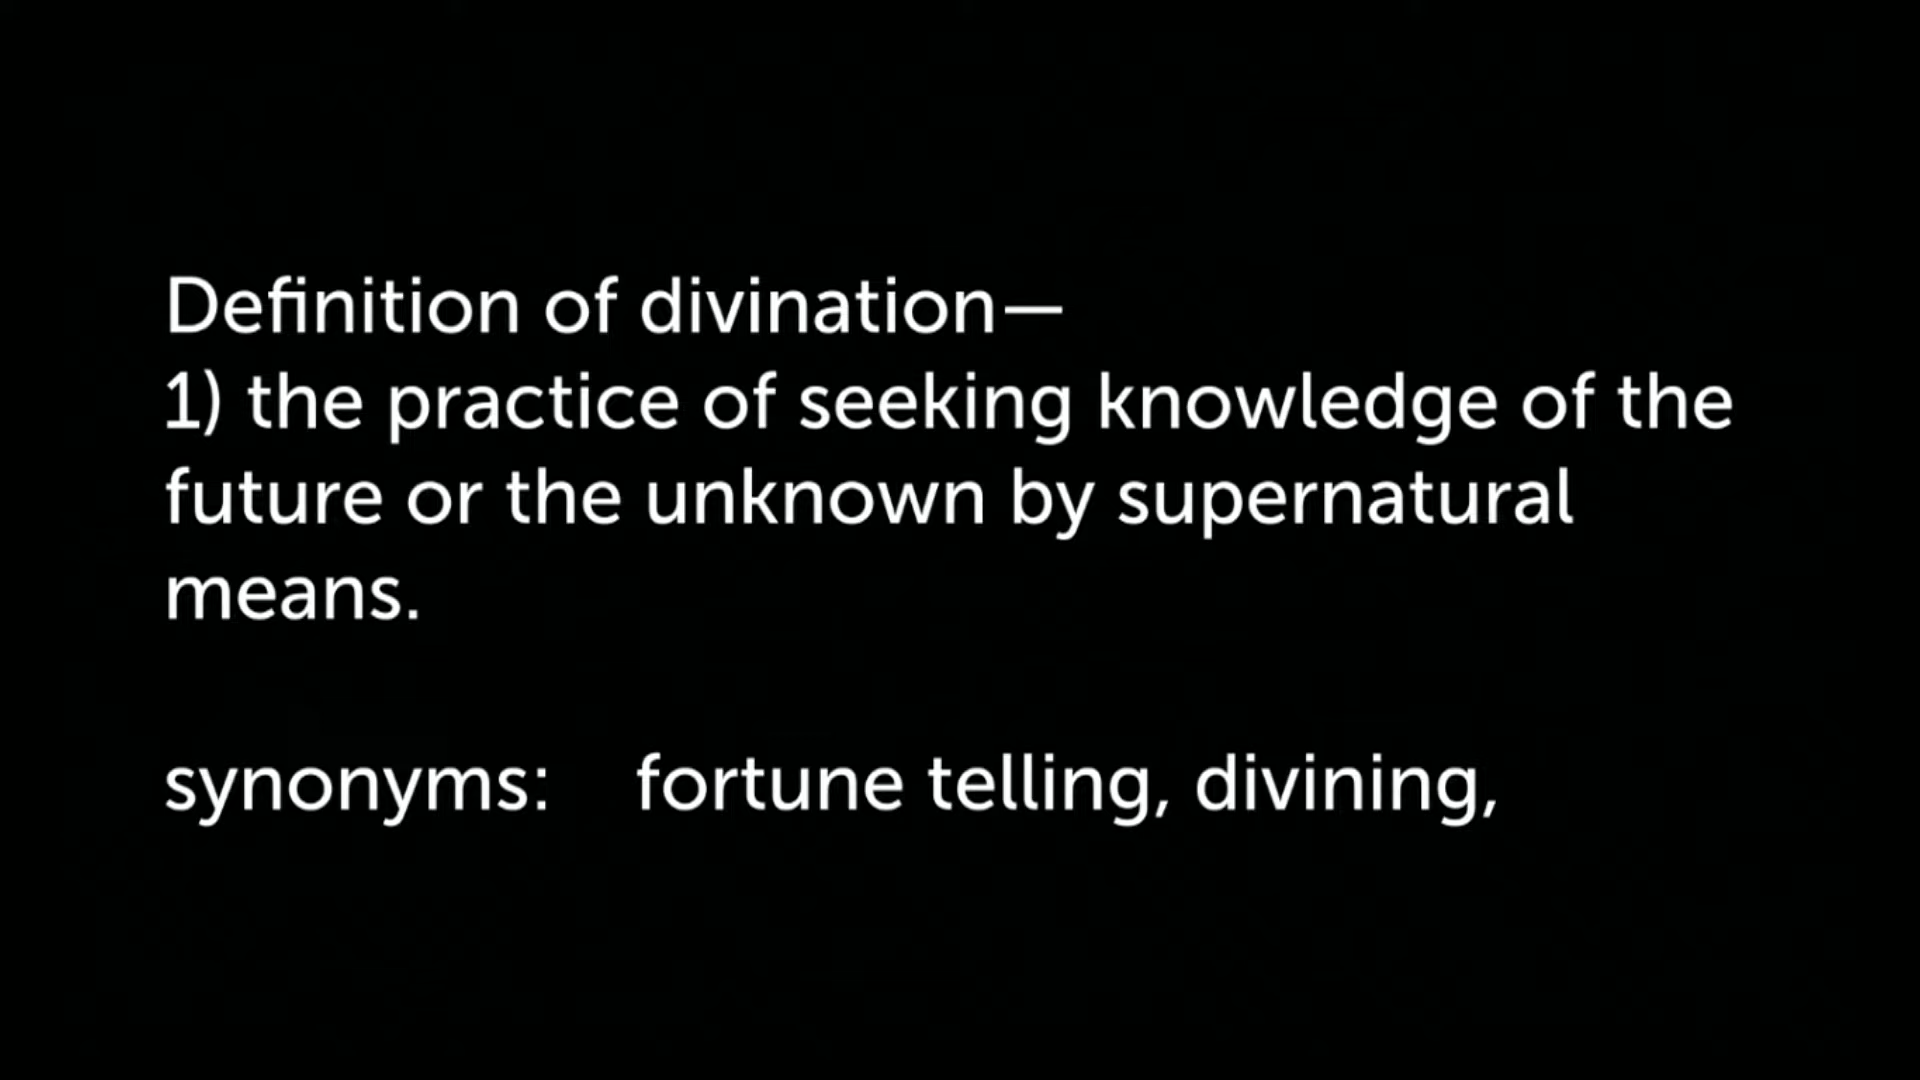 Definition of divination—
1) the practice of seeking knowledge of the
future or the unknown by supernatural
means.
synonyms: fortune telling, divining,